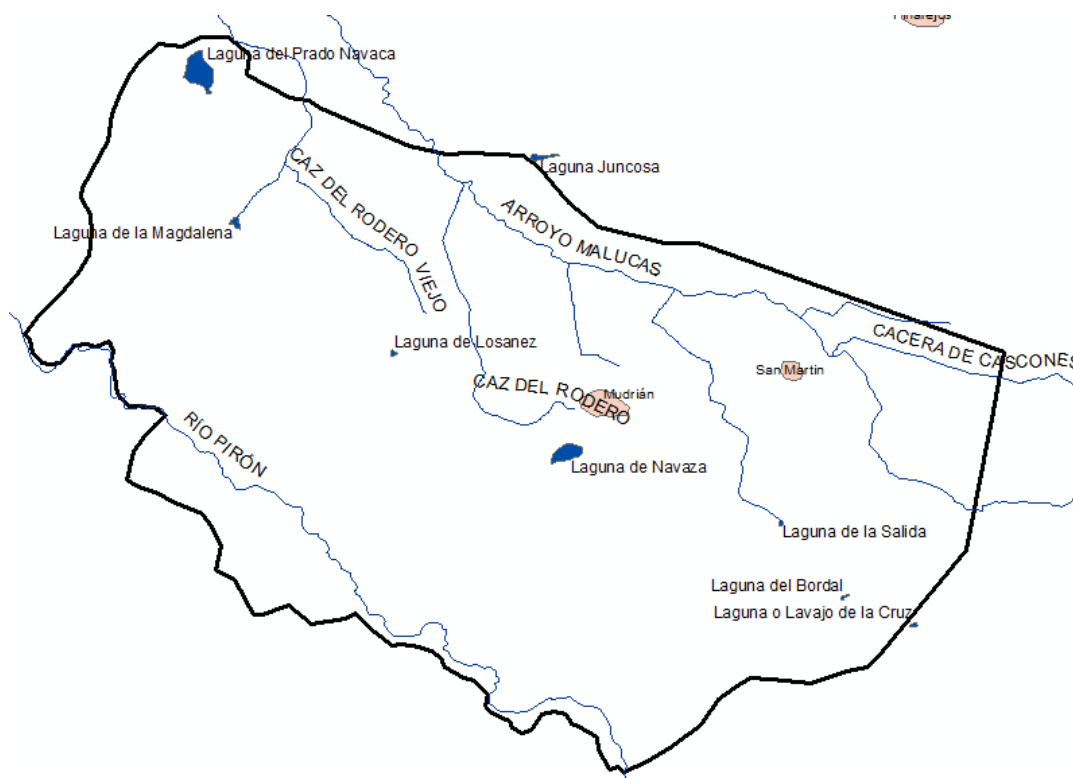 Pinarejos
Laguna del Prado Navaca
Laguna Juncosa
CAZ DEL RODERO VIEJO
ARROYO MALUCAS
Laguna de la Magdalena
CACERA DE CASCONES
Laguna de Losanez
San Martin
CAZ DEL RODERO
Mudrián
RÍO PIRÓN
Laguna de Navaza
Laguna de la Salida
Laguna del Bordal
Laguna o Lavajo de la Cruz